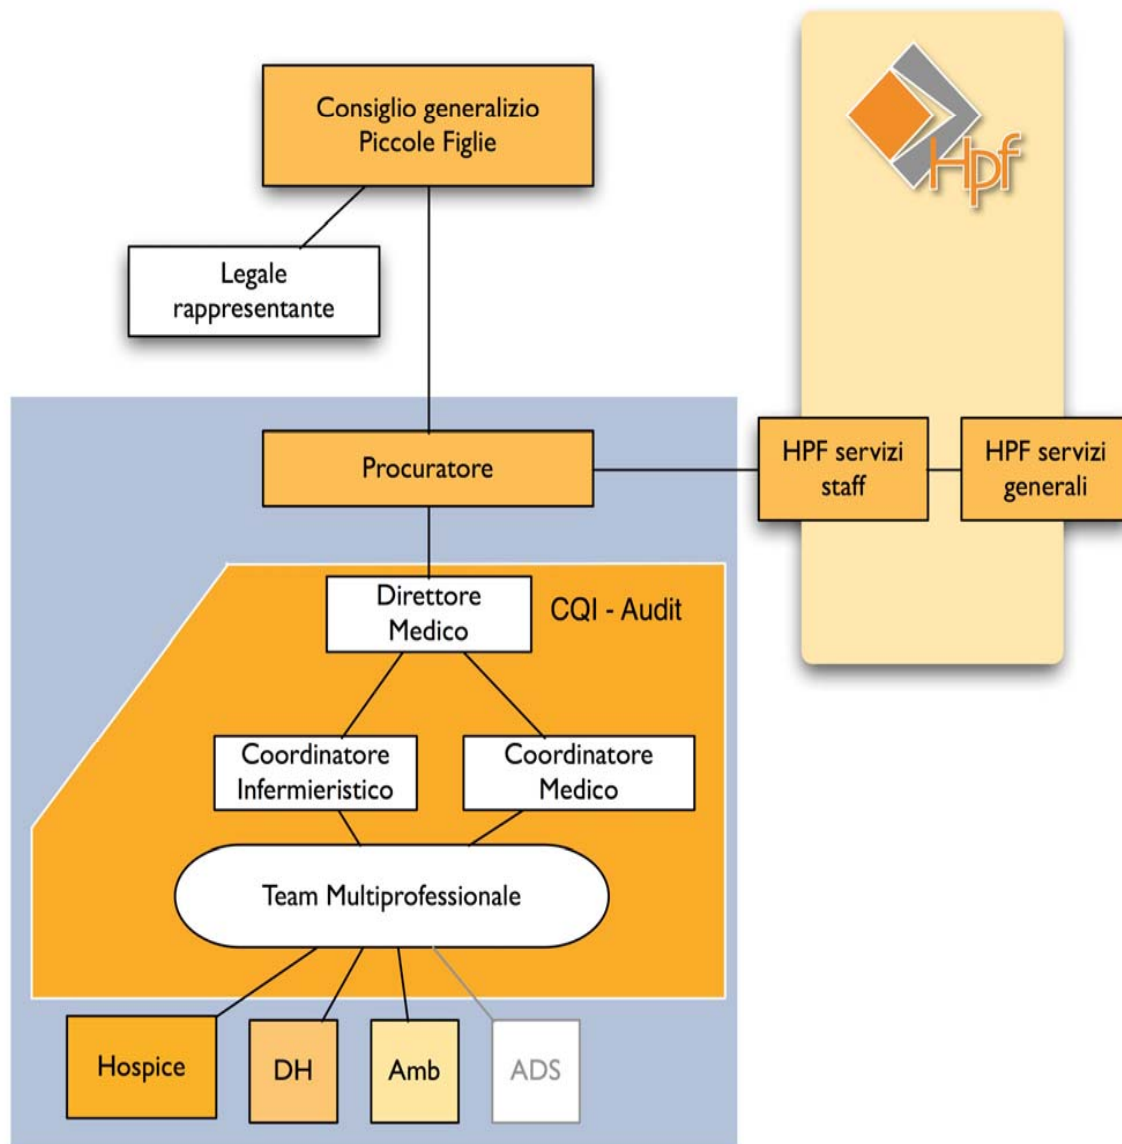 Consiglio generalizio
Piccole Figlie
Hpf
Legale
rappresentante
Procuratore
HPF servizi
staff
HPF servizi
generali
Direttore
Medico
CQI - Audit
Coordinatore
Infermieristico
Coordinatore
Medico
Team Multiprofessionale
Hospice
DH
Amb
ADS